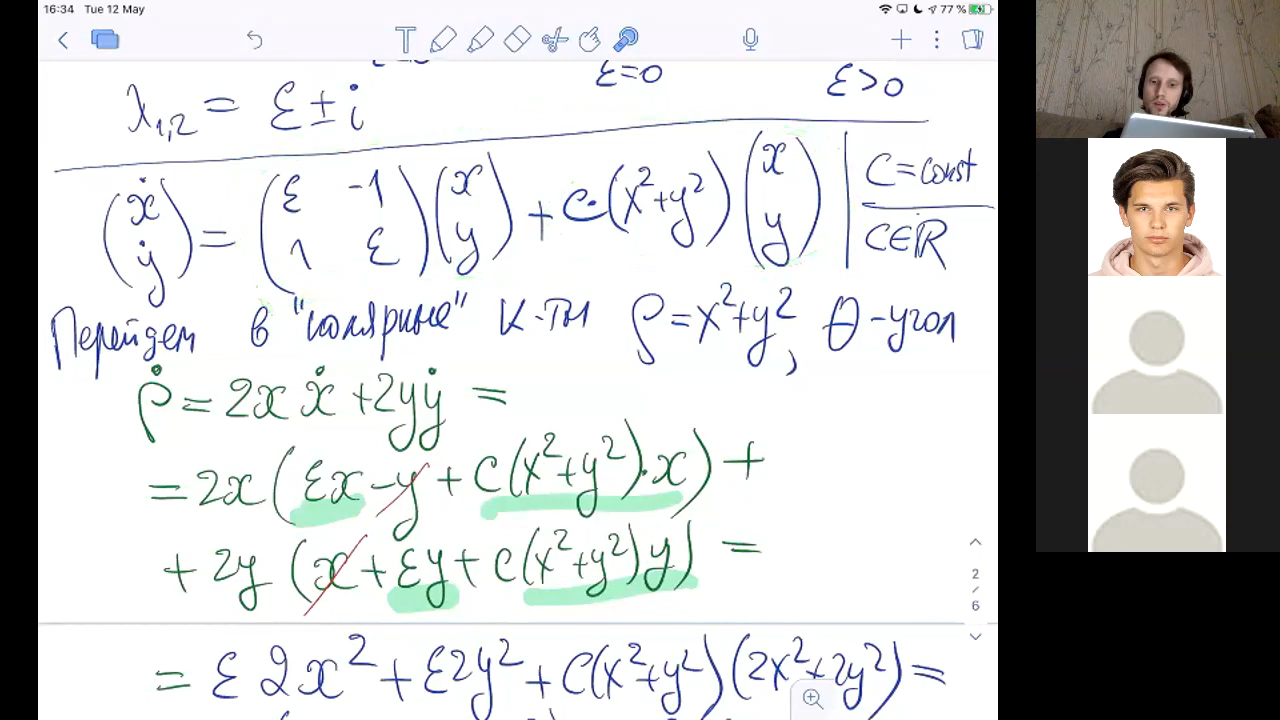 16:34 Tue 12 May 77 %
ε=0 ε>0
λ₁,₂ = ε ± i
(ẋ ẏ) = (ε -1 1 ε)(x y) + c·(x²+y²)(x y) | C=const
C∈ℝ
Перейдем в "полярные" к-ты ρ=x²+y², θ-угол
ρ̇ = 2xẋ + 2yẏ =
= 2x(εx - y + c(x²+y²)·x) +
+ 2y(x + εy + c(x²+y²)y) =
2
/
6
= ε2x² + ε2y² + c(x²+y²)(2x²+2y²) =